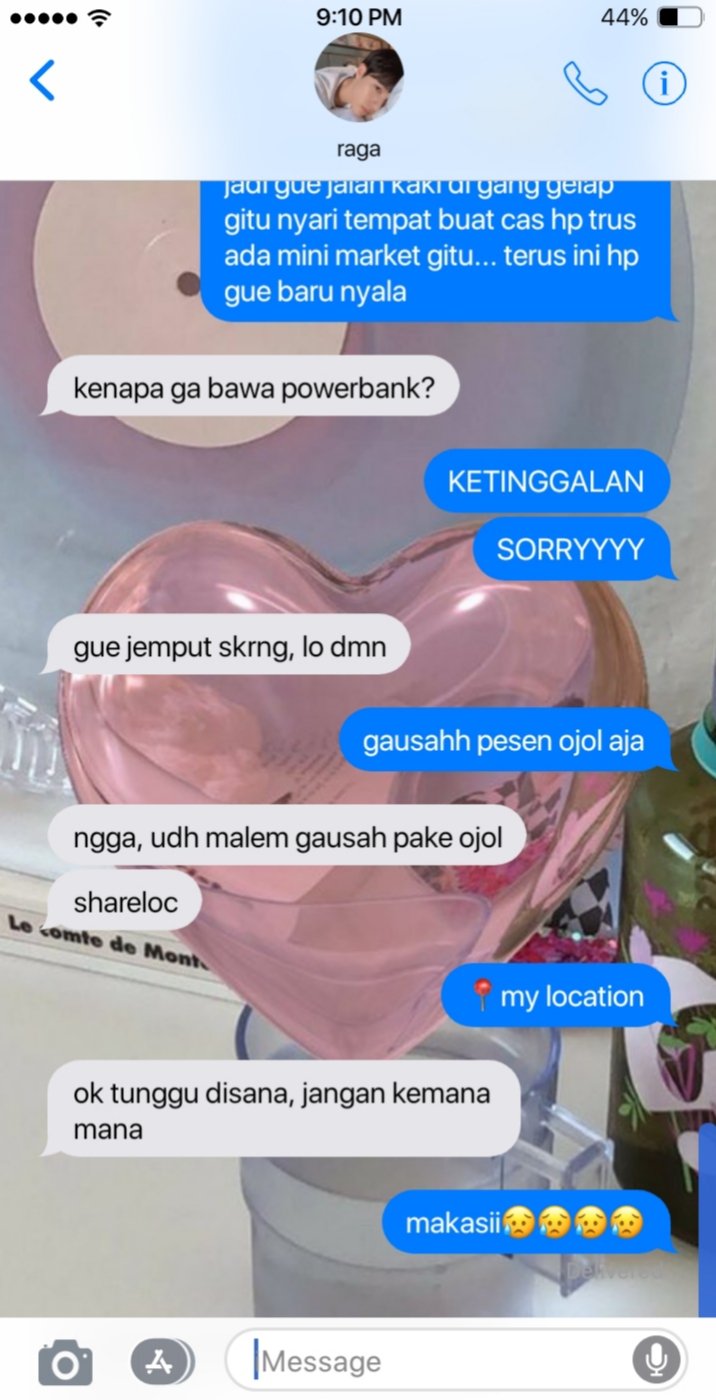 9:10 PM
44%
raga
jadi gue jalan kaki di gang gelap
gitu nyari tempat buat cas hp trus
ada mini market gitu... terus ini hp
gue baru nyala
kenapa ga bawa powerbank?
KETINGGALAN
SORRYYYY
gue jemput skrng, lo dmn
gausahh pesen ojol aja
ngga, udh malem gausah pake ojol
shareloc
Le comte de Monte
📍my location
ok tunggu disana, jangan kemana
mana
makasii😥😥😥😥
Delivered
Message